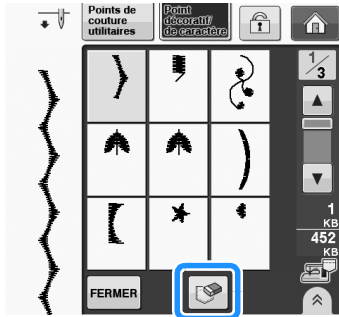 Points de
couture
utilitaires
Point
décoratif/
de caractère
1/3
1
KB
452
KB
FERMER